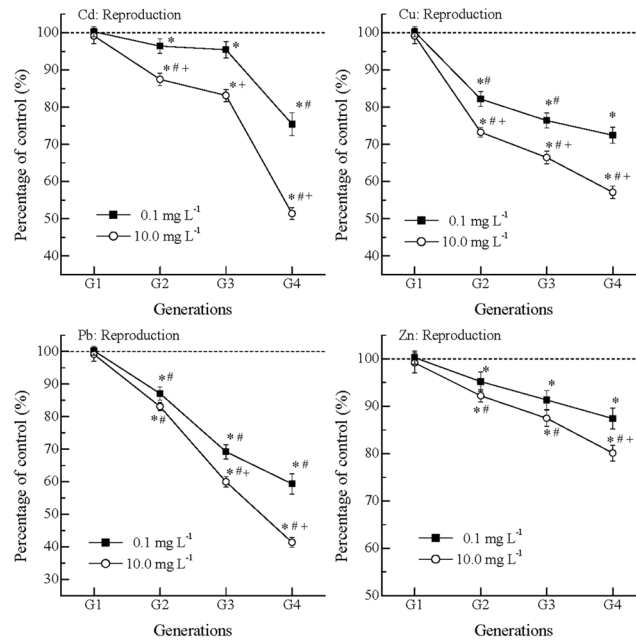 Cd: Reproduction
Percentage of control (%)
100
90
80
70
60
50
40
*
*
* # +
* +
* #
* # +
0.1 mg L-1
10.0 mg L-1
G1 G2 G3 G4
Generations
Cu: Reproduction
Percentage of control (%)
100
90
80
70
60
50
40
* #
* #
*
* # +
* # +
* # +
0.1 mg L-1
10.0 mg L-1
G1 G2 G3 G4
Generations
Pb: Reproduction
Percentage of control (%)
100
90
80
70
60
50
40
30
* #
* #
* #
* #
* # +
* # +
0.1 mg L-1
10.0 mg L-1
G1 G2 G3 G4
Generations
Zn: Reproduction
Percentage of control (%)
100
90
80
70
60
50
*
*
*
* #
* #
* # +
0.1 mg L-1
10.0 mg L-1
G1 G2 G3 G4
Generations